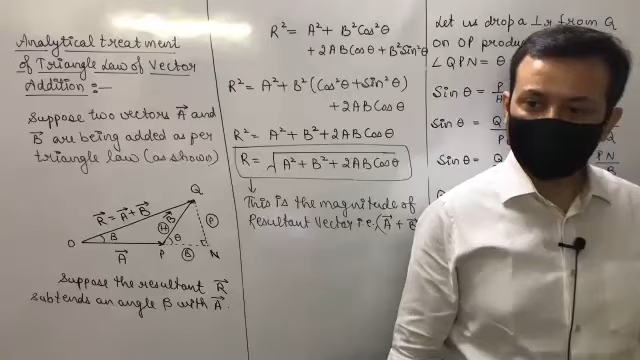 Analytical treatment
of Triangle Law of Vector
Addition :—
Suppose two vectors A⃗ and
B⃗ are being added as per
triangle law (as shown)
Q
R⃗ = A⃗ + B⃗
B⃗
H
P
O
β
θ
A⃗
P
B
N
Suppose the resultant R⃗
subtends an angle β with A⃗.
R² = A² + B²Cos²θ
+ 2ABCosθ + B²Sin²θ
R² = A² + B² (Cos²θ + Sin²θ)
+ 2ABCosθ
R² = A² + B² + 2ABCosθ
R = √A² + B² + 2ABCosθ
This is the magnitude of
Resultant Vector i.e. (A⃗ + B⃗
Let us drop a ⊥r from Q
on OP produ
∠QPN = θ
Sinθ = P
H
Sinθ = Q
P
Sinθ = Q PN
B